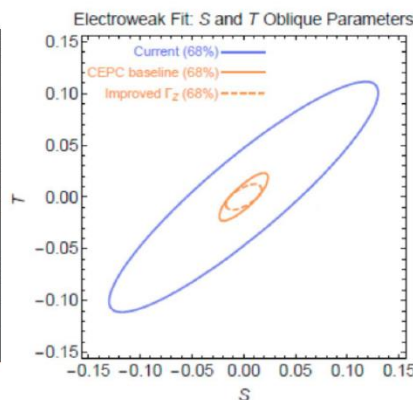 Electroweak Fit: S and T Oblique Parameters
Current (68%)
CEPC baseline (68%)
Improved Γ_Z (68%)
T
0.15
0.10
0.05
0.00
−0.05
−0.10
−0.15
−0.15 −0.10 −0.05 0.00 0.05 0.10 0.15
S